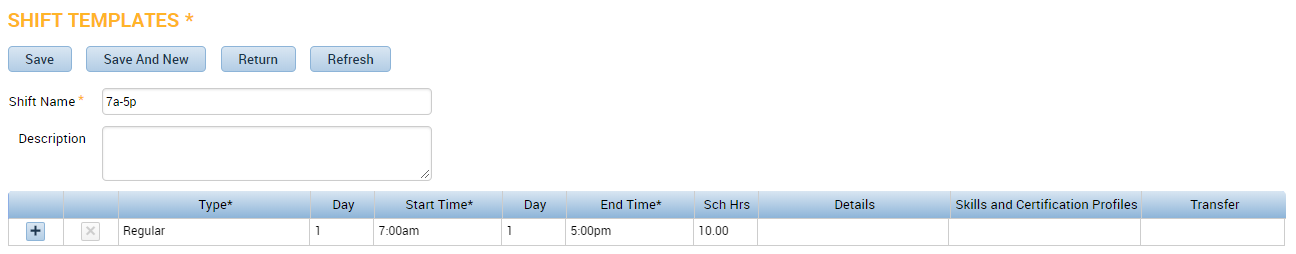 SHIFT TEMPLATES *
Save Save And New Return Refresh
Shift Name * 7a-5p
Description
Type* Day Start Time* Day End Time* Sch Hrs Details Skills and Certification Profiles Transfer
Regular 1 7:00am 1 5:00pm 10.00